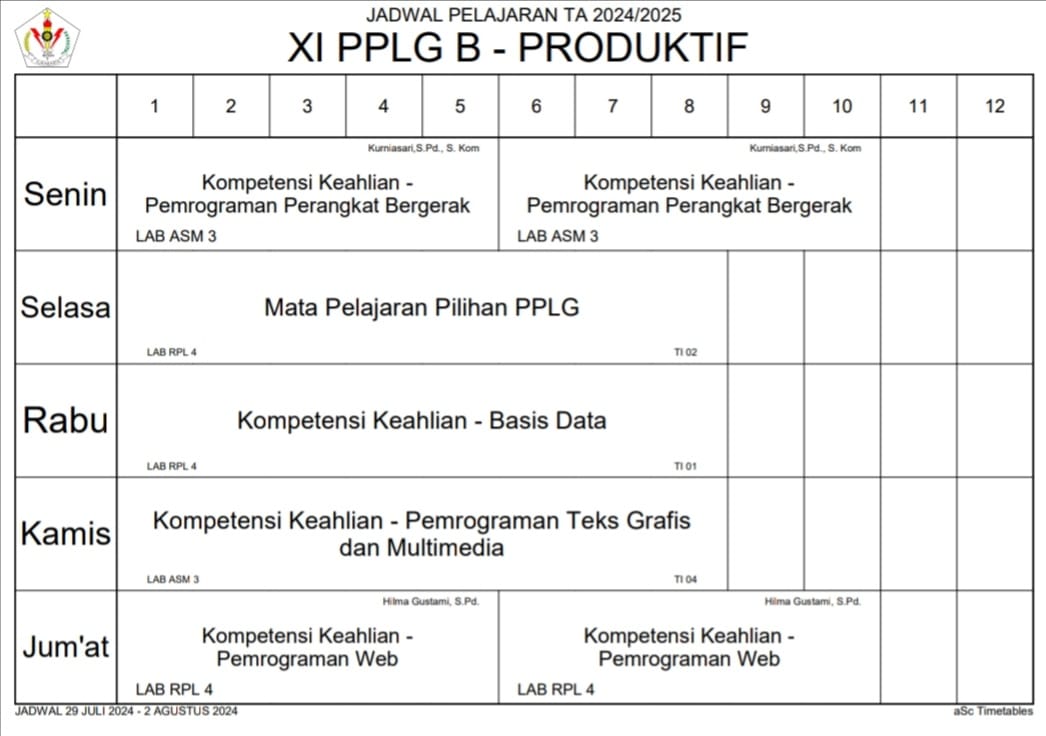 JADWAL PELAJARAN TA 2024/2025
XI PPLG B - PRODUKTIF
1 2 3 4 5 6 7 8 9 10 11 12
Senin
Kurniasari,S.Pd., S. Kom
Kompetensi Keahlian -
Pemrograman Perangkat Bergerak
LAB ASM 3
Kurniasari,S.Pd., S. Kom
Kompetensi Keahlian -
Pemrograman Perangkat Bergerak
LAB ASM 3
Selasa
Mata Pelajaran Pilihan PPLG
LAB RPL 4 TI 02
Rabu
Kompetensi Keahlian - Basis Data
LAB RPL 4 TI 01
Kamis
Kompetensi Keahlian - Pemrograman Teks Grafis
dan Multimedia
LAB ASM 3 TI 04
Jum'at
Hilma Gustami, S.Pd.
Kompetensi Keahlian -
Pemrograman Web
LAB RPL 4
Hilma Gustami, S.Pd.
Kompetensi Keahlian -
Pemrograman Web
LAB RPL 4
JADWAL 29 JULI 2024 - 2 AGUSTUS 2024
aSc Timetables